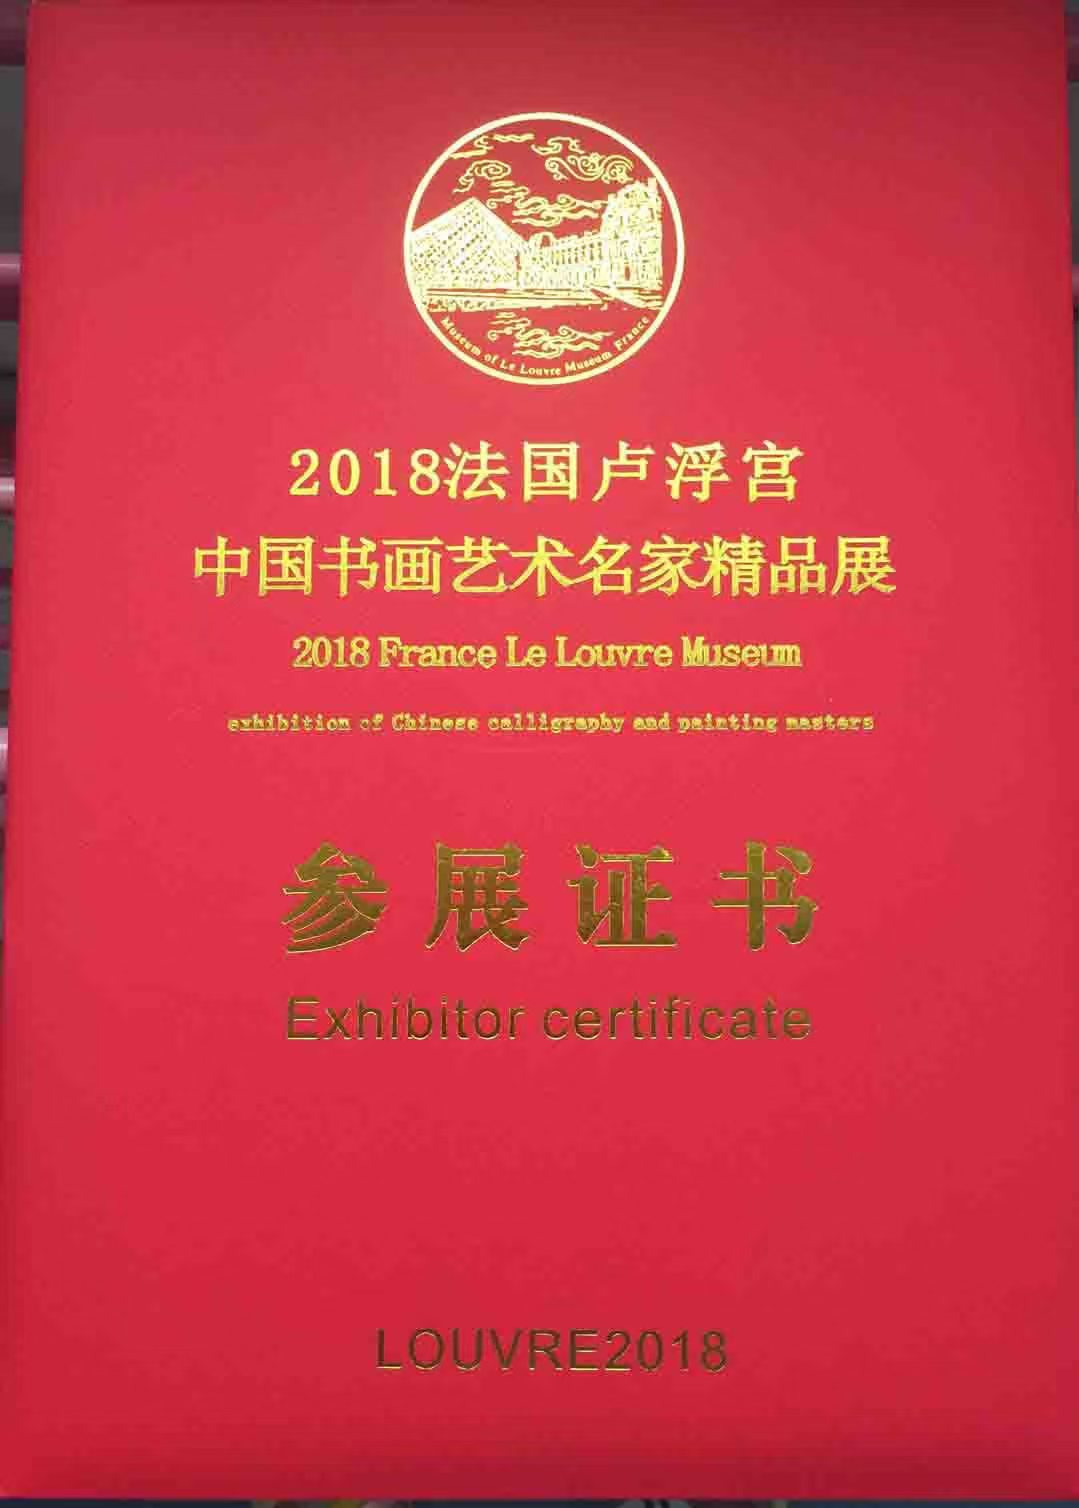 Museum of Le Louvre Museum France
2018法国卢浮宫
中国书画艺术名家精品展
2018 France Le Louvre Museum
exhibition of Chinese calligraphy and painting masters
参展证书
Exhibitor certificate
LOUVRE2018